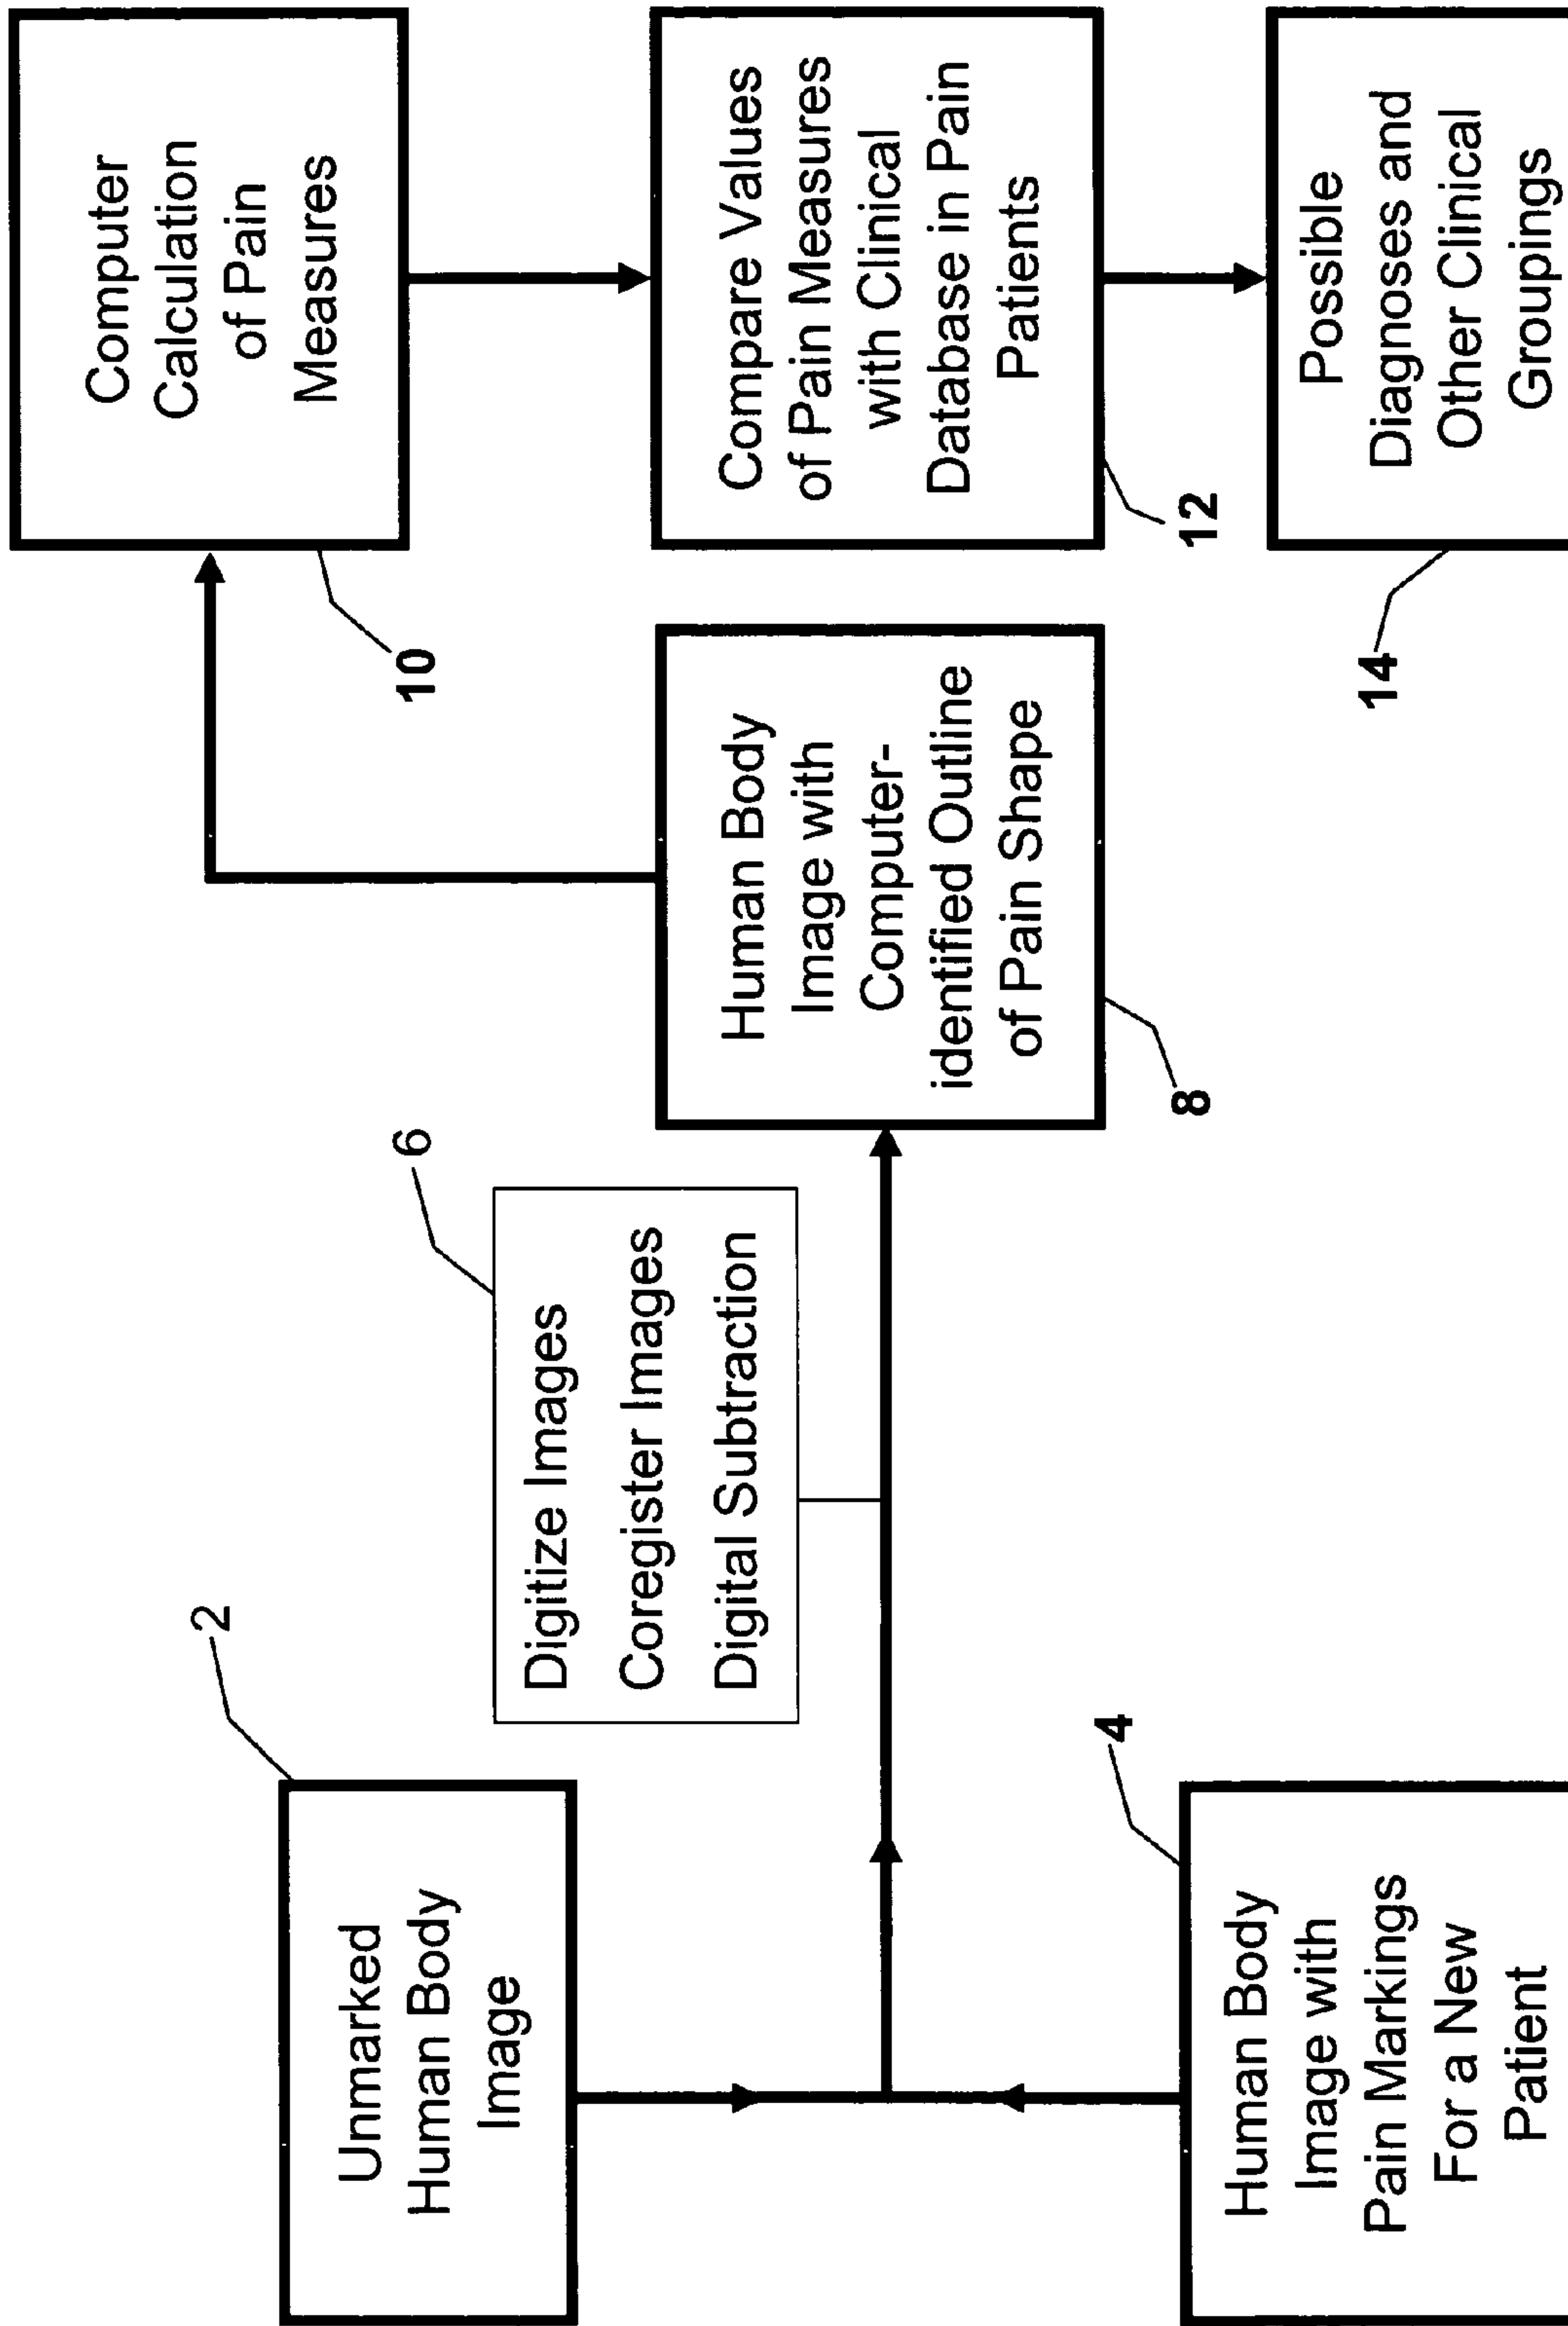 2
Unmarked
Human Body
Image
4
Human Body
Image with
Pain Markings
For a New
Patient
6
Digitize Images
Coregister Images
Digital Subtraction
Human Body
Image with
Computer-
identified Outline
of Pain Shape
8
Computer
Calculation
of Pain
Measures
10
Compare Values
of Pain Measures
with Clinical
Database in Pain
Patients
12
Possible
Diagnoses and
Other Clinical
Groupings
14